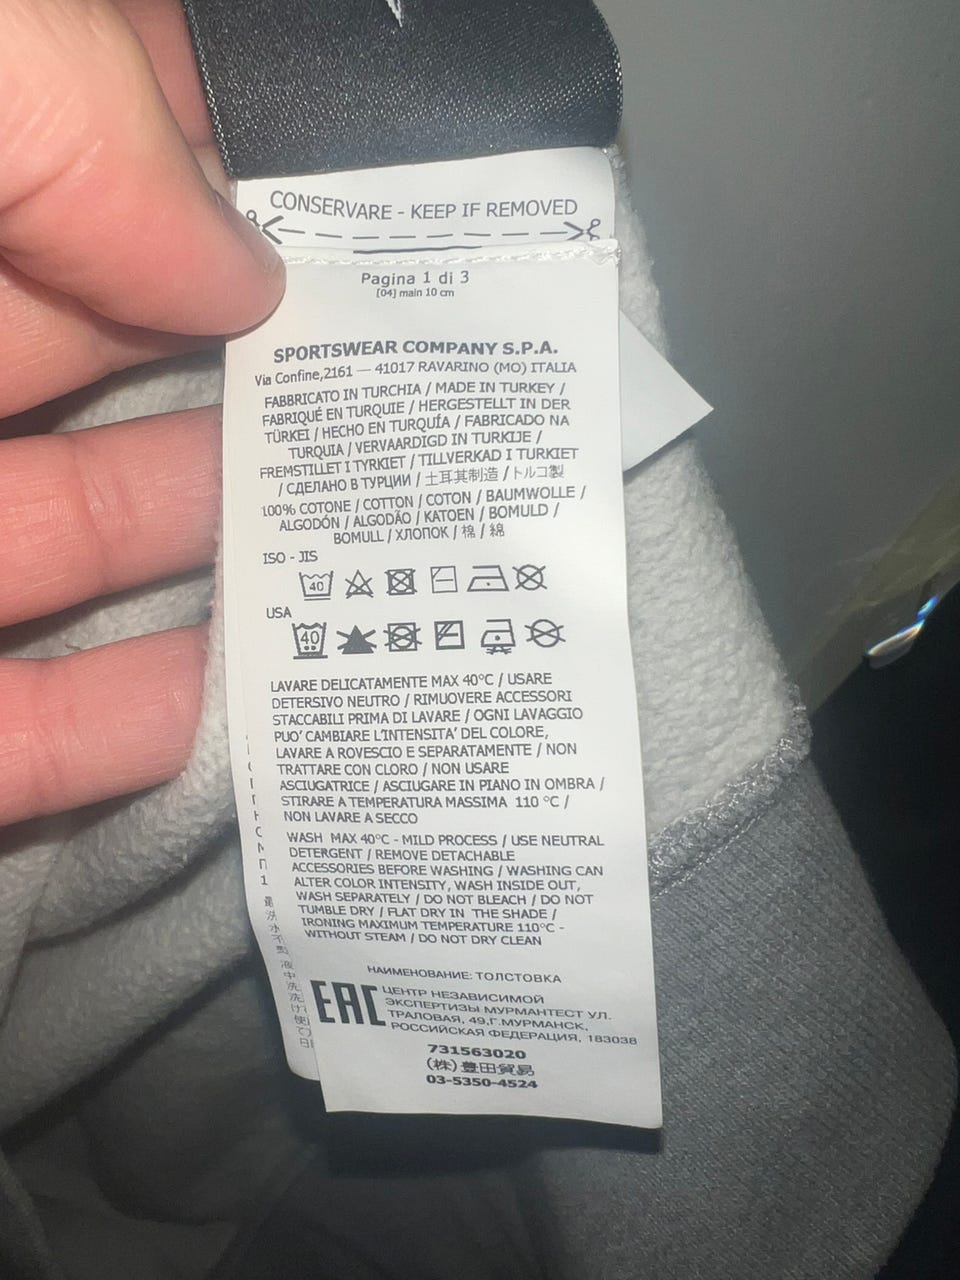 CONSERVARE - KEEP IF REMOVED
Pagina 1 di 3
[04] main 10 cm
SPORTSWEAR COMPANY S.P.A.
Via Confine,2161 — 41017 RAVARINO (MO) ITALIA
FABBRICATO IN TURCHIA / MADE IN TURKEY /
FABRIQUÉ EN TURQUIE / HERGESTELLT IN DER
TÜRKEI / HECHO EN TURQUÍA / FABRICADO NA
TURQUIA / VERVAARDIGD IN TURKIJE /
FREMSTILLET I TYRKIET / TILLVERKAD I TURKIET
/ СДЕЛАНО В ТУРЦИИ / 土耳其制造 / トルコ製
100% COTONE / COTTON / COTON / BAUMWOLLE /
ALGODÓN / ALGODÃO / KATOEN / BOMULD /
BOMULL / ХЛОПОК / 棉 / 綿
ISO - JIS
40
USA
40
LAVARE DELICATAMENTE MAX 40°C / USARE
DETERSIVO NEUTRO / RIMUOVERE ACCESSORI
STACCABILI PRIMA DI LAVARE / OGNI LAVAGGIO
PUO' CAMBIARE L'INTENSITA' DEL COLORE,
LAVARE A ROVESCIO E SEPARATAMENTE / NON
TRATTARE CON CLORO / NON USARE
ASCIUGATRICE / ASCIUGARE IN PIANO IN OMBRA /
STIRARE A TEMPERATURA MASSIMA 110 °C /
NON LAVARE A SECCO
WASH MAX 40°C - MILD PROCESS / USE NEUTRAL
DETERGENT / REMOVE DETACHABLE
ACCESSORIES BEFORE WASHING / WASHING CAN
ALTER COLOR INTENSITY, WASH INSIDE OUT,
WASH SEPARATELY / DO NOT BLEACH / DO NOT
TUMBLE DRY / FLAT DRY IN THE SHADE /
IRONING MAXIMUM TEMPERATURE 110°C -
WITHOUT STEAM / DO NOT DRY CLEAN
НАИМЕНОВАНИЕ: ТОЛСТОВКА
EAC
ЦЕНТР НЕЗАВИСИМОЙ
ЭКСПЕРТИЗЫ МУРМАНТЕСТ УЛ.
ТРАЛОВАЯ, 49,Г.МУРМАНСК,
РОССИЙСКАЯ ФЕДЕРАЦИЯ, 183038
731563020
(株) 豊田貿易
03-5350-4524